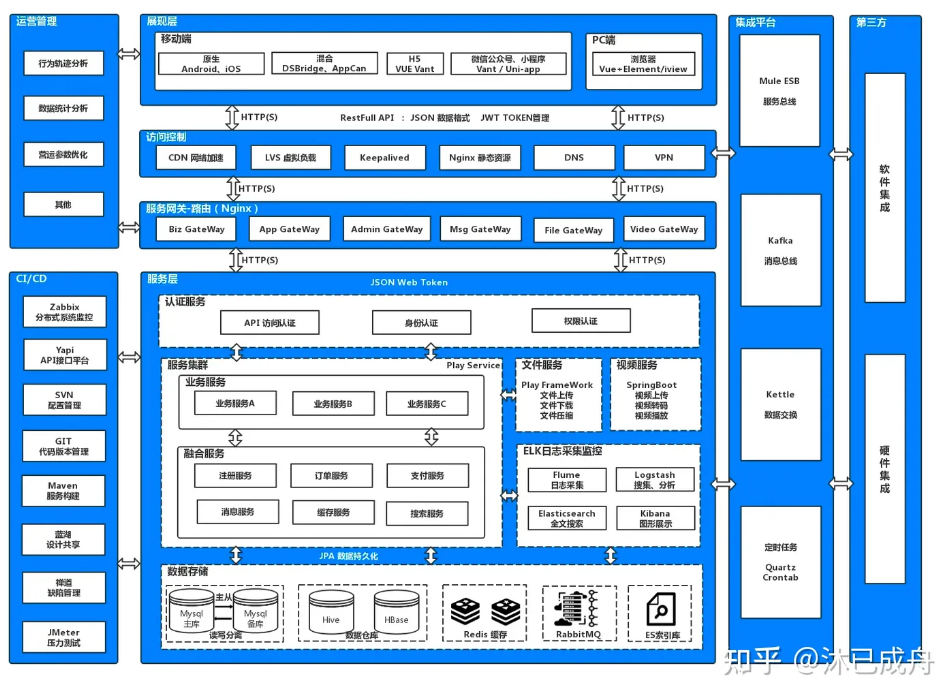 运营管理
行为轨迹分析
数据统计分析
营运参数优化
其他
展现层
移动端
原生
Android、iOS
混合
DSBridge、AppCan
H5
VUE Vant
微信公众号、小程序
Vant / Uni-app
PC端
浏览器
Vue+Element/iview
HTTP(S)
RestFull API ： JSON 数据格式 JWT TOKEN管理
HTTP(S)
访问控制
CDN 网络加速
LVS 虚拟负载
Keepalived
Nginx 静态资源
DNS
VPN
HTTP(S)
HTTP(S)
服务网关-路由（Nginx）
Biz GateWay
App GateWay
Admin GateWay
Msg GateWay
File GateWay
Video GateWay
HTTP(S)
HTTP(S)
CI/CD
Zabbix
分布式系统监控
Yapi
API接口平台
SVN
配置管理
GIT
代码版本管理
Maven
服务构建
蓝湖
设计共享
禅道
缺陷管理
JMeter
压力测试
服务层
JSON Web Token
认证服务
API 访问认证
身份认证
权限认证
服务集群
Play Service
业务服务
业务服务A
业务服务B
业务服务C
融合服务
注册服务
订单服务
支付服务
消息服务
缓存服务
搜索服务
文件服务
Play FrameWork
文件上传
文件下载
文件压缩
视频服务
SpringBoot
视频上传
视频转码
视频播放
ELK日志采集监控
Flume
日志采集
Logstash
搜集、分析
Elasticsearch
全文搜索
Kibana
图形展示
JPA 数据持久化
数据存储
Mysql
主库
主从
Mysql
备库
读写分离
Hive
HBase
数据仓库
Redis 缓存
RabbitMQ
ES索引库
集成平台
Mule ESB
服务总线
Kafka
消息总线
Kettle
数据交换
定时任务
Quartz
Crontab
第三方
软件集成
硬件集成
知乎 @沐已成舟